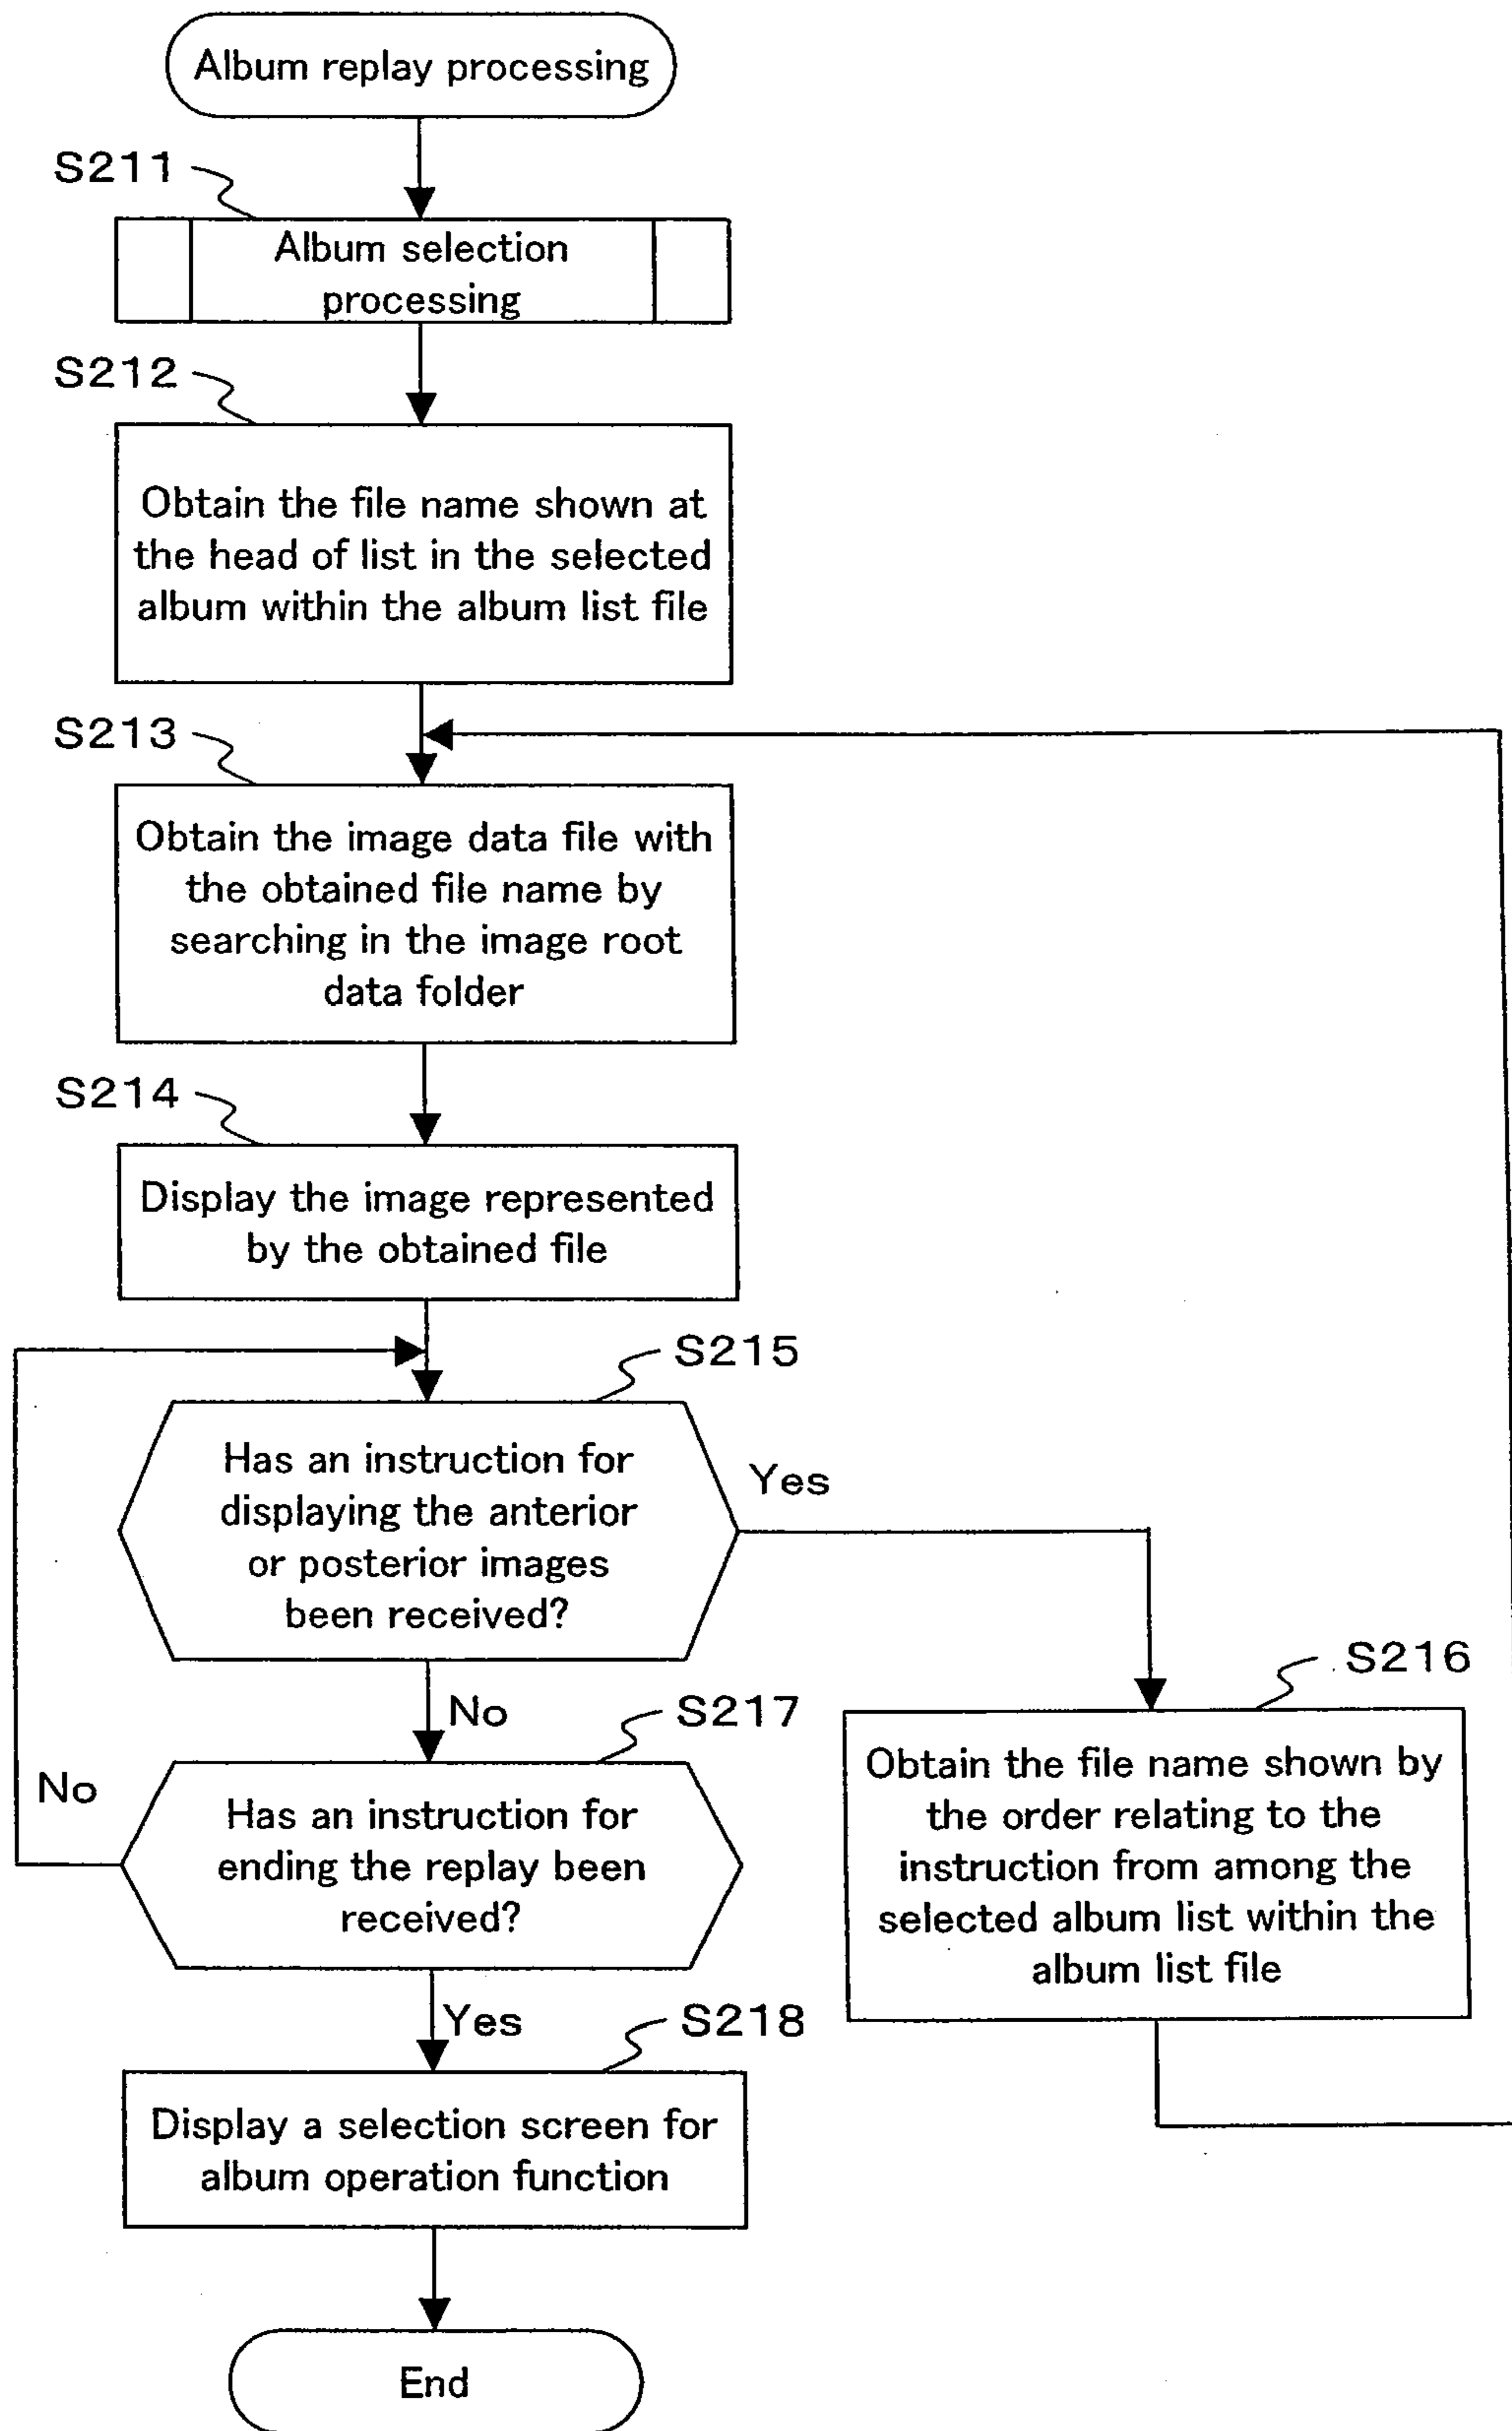 Album replay processing
S211
Album selection
processing
S212
Obtain the file name shown at
the head of list in the selected
album within the album list file
S213
Obtain the image data file with
the obtained file name by
searching in the image root
data folder
S214
Display the image represented
by the obtained file
S215
Has an instruction for
displaying the anterior
or posterior images
been received?
Yes
No
S216
Obtain the file name shown by
the order relating to the
instruction from among the
selected album list within the
album list file
S217
No
Has an instruction for
ending the replay been
received?
Yes
S218
Display a selection screen for
album operation function
End